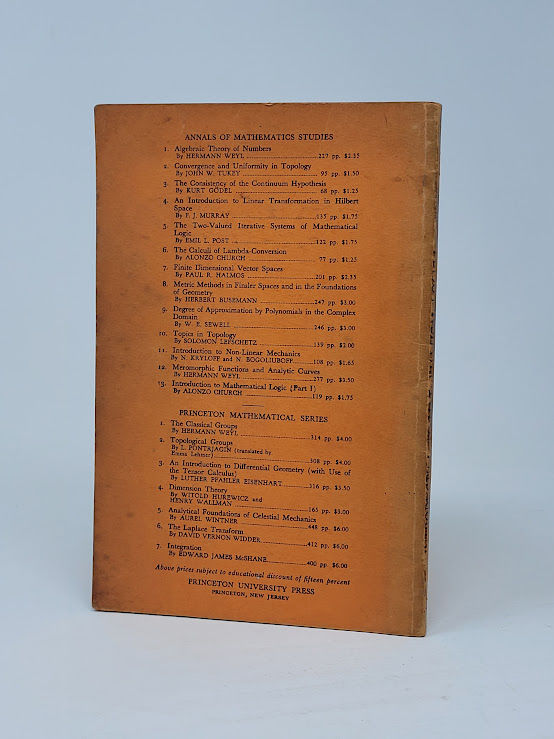 ANNALS OF MATHEMATICS STUDIES
1. Algebraic Theory of Numbers
By HERMANN WEYL ........ 227 pp. $2.35
2. Convergence and Uniformity in Topology
By JOHN W. TUKEY ........ 95 pp. $1.50
3. The Consistency of the Continuum Hypothesis
By KURT GÖDEL ........ 68 pp. $1.25
4. An Introduction to Linear Transformation in Hilbert
Space
By F. J. MURRAY ........ 135 pp. $1.75
5. The Two-Valued Iterative Systems of Mathematical
Logic
By EMIL L. POST ........ 122 pp. $1.75
6. The Calculi of Lambda-Conversion
By ALONZO CHURCH ........ 77 pp. $1.25
7. Finite Dimensional Vector Spaces
By PAUL R. HALMOS ........ 201 pp. $2.35
8. Metric Methods in Finsler Spaces and in the Foundations
of Geometry
By HERBERT BUSEMANN ........ 247 pp. $3.00
9. Degree of Approximation by Polynomials in the Complex
Domain
By W. E. SEWELL ........ 246 pp. $3.00
10. Topics in Topology
By SOLOMON LEFSCHETZ ........ 139 pp. $2.00
11. Introduction to Non-Linear Mechanics
By N. KRYLOFF and N. BOGOLIUBOFF ........ 108 pp. $1.65
12. Meromorphic Functions and Analytic Curves
By HERMANN WEYL ........ 277 pp. $3.50
13. Introduction to Mathematical Logic (Part I)
By ALONZO CHURCH ........ 119 pp. $1.75
PRINCETON MATHEMATICAL SERIES
1. The Classical Groups
By HERMANN WEYL ........ 314 pp. $4.00
2. Topological Groups
By L. PONTRJAGIN (translated by
Emma Lehmer) ........ 308 pp. $4.00
3. An Introduction to Differential Geometry (with Use of
the Tensor Calculus)
By LUTHER PFAHLER EISENHART ........ 316 pp. $3.50
4. Dimension Theory
By WITOLD HUREWICZ and
HENRY WALLMAN ........ 165 pp. $3.00
5. Analytical Foundations of Celestial Mechanics
By AUREL WINTNER ........ 448 pp. $6.00
6. The Laplace Transform
By DAVID VERNON WIDDER ........ 412 pp. $6.00
7. Integration
By EDWARD JAMES McSHANE ........ 400 pp. $6.00
Above prices subject to educational discount of fifteen percent
PRINCETON UNIVERSITY PRESS
PRINCETON, NEW JERSEY